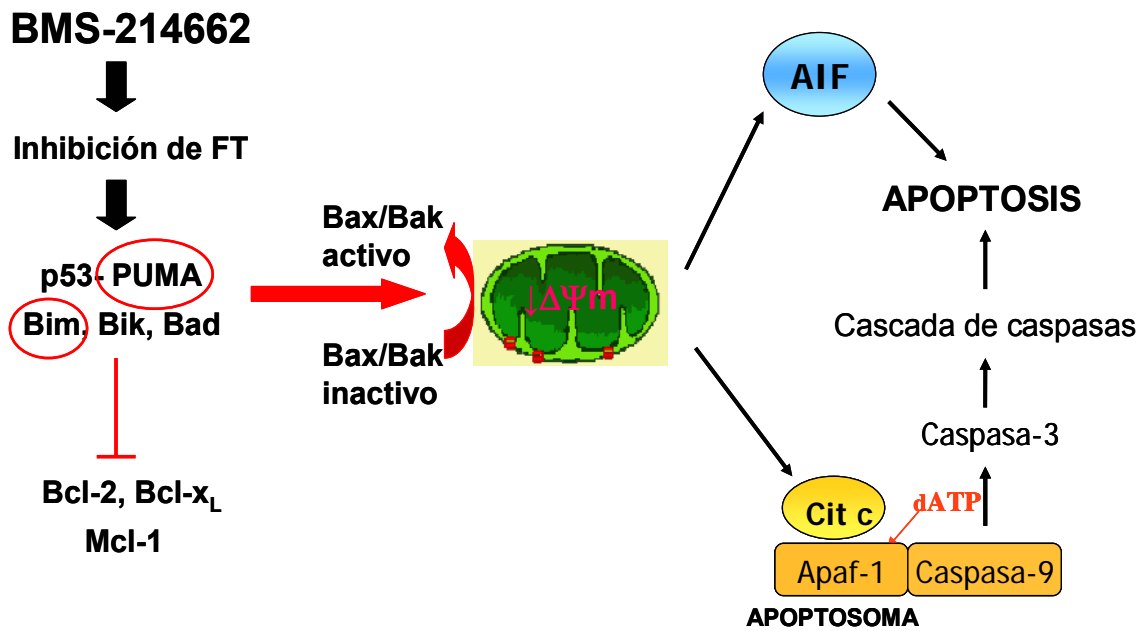 BMS-214662
Inhibición de FT
p53- PUMA
Bim, Bik, Bad
Bcl-2, Bcl-xL
Mcl-1
Bax/Bak
activo
↓ΔΨm
Bax/Bak
inactivo
AIF
APOPTOSIS
Cascada de caspasas
Caspasa-3
dATP
Cit c
Apaf-1
Caspasa-9
APOPTOSOMA